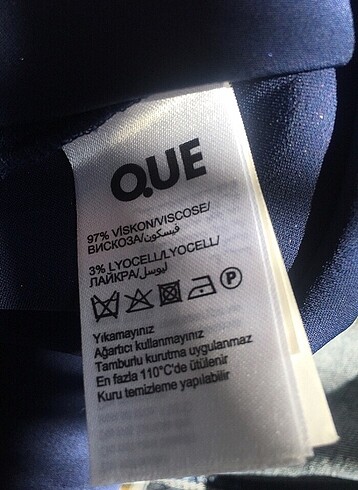 QUE
97% VİSKON/VISCOSE/
ВИСКОЗА/فيسكون
3% LYOCELL/LYOCELL/
ЛАЙКРА/ليوسل
P
Yıkamayınız
Ağartıcı kullanmayınız
Tamburlu kurutma uygulanmaz
En fazla 110°C'de ütülenir
Kuru temizleme yapılabilir